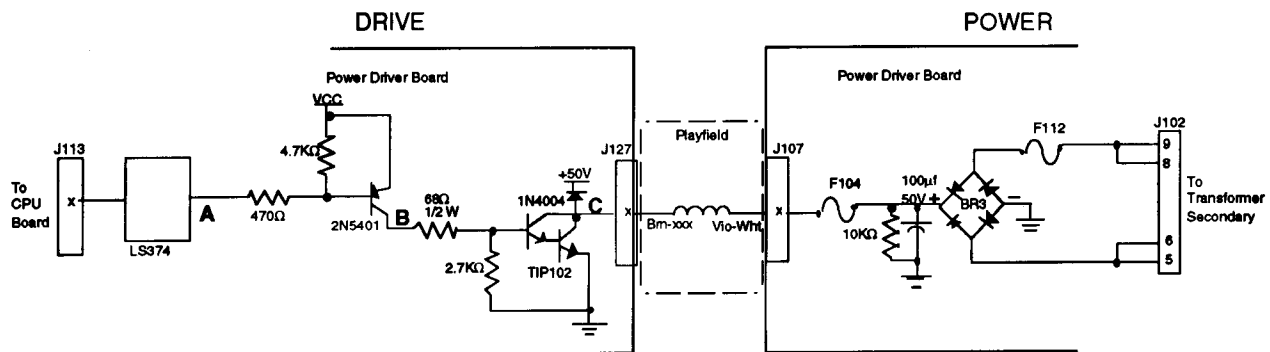 DRIVE
POWER
Power Driver Board
Power Driver Board
VCC
Playfield
F112
J102
J113
4.7KΩ
J127
J107
+50V
F104
100µf
50V +
9
8
To
CPU
Board
x
A
470Ω
2N5401
B
68Ω
1/2 W
1N4004
C
x
Brn-xxx
Vio-Wht
x
BR3
–
To
Transformer
Secondary
LS374
2.7KΩ
TIP102
10KΩ
6
5